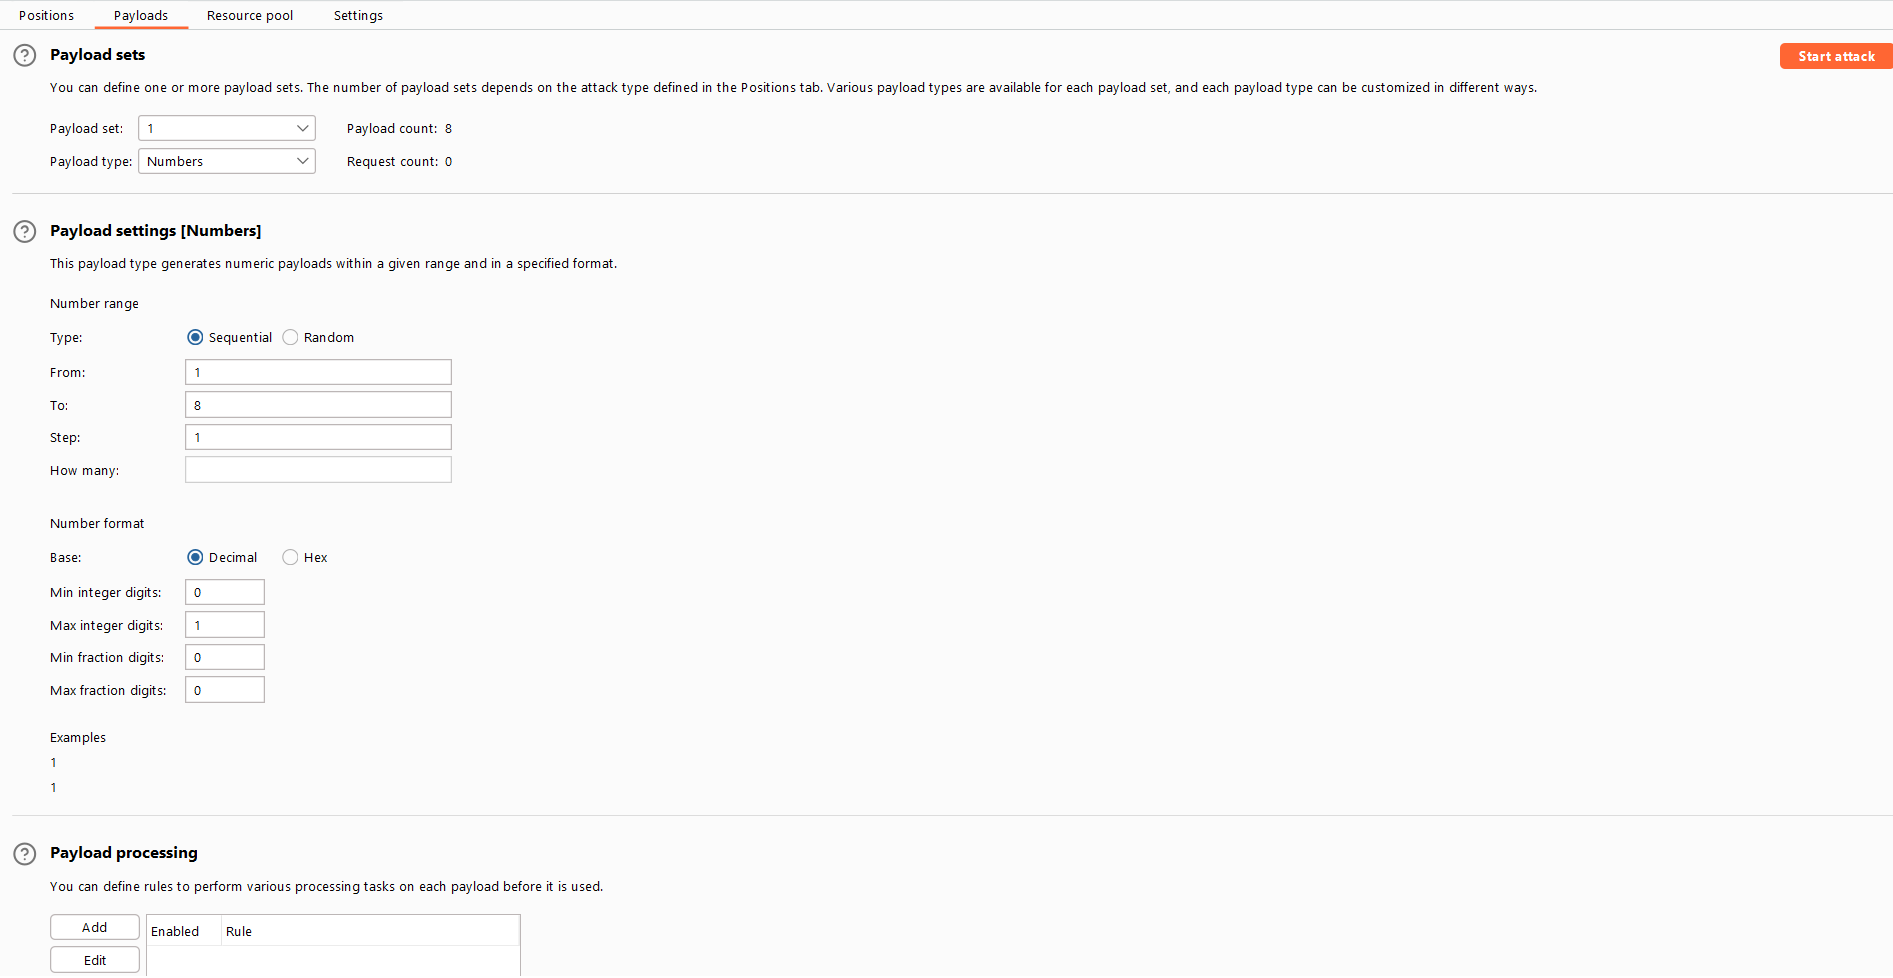 Positions Payloads Resource pool Settings
Payload sets
Start attack
You can define one or more payload sets. The number of payload sets depends on the attack type defined in the Positions tab. Various payload types are available for each payload set, and each payload type can be customized in different ways.
Payload set: 1 Payload count: 8
Payload type: Numbers Request count: 0
Payload settings [Numbers]
This payload type generates numeric payloads within a given range and in a specified format.
Number range
Type: Sequential Random
From: 1
To: 8
Step: 1
How many:
Number format
Base: Decimal Hex
Min integer digits: 0
Max integer digits: 1
Min fraction digits: 0
Max fraction digits: 0
Examples
1
1
Payload processing
You can define rules to perform various processing tasks on each payload before it is used.
Add Enabled Rule
Edit